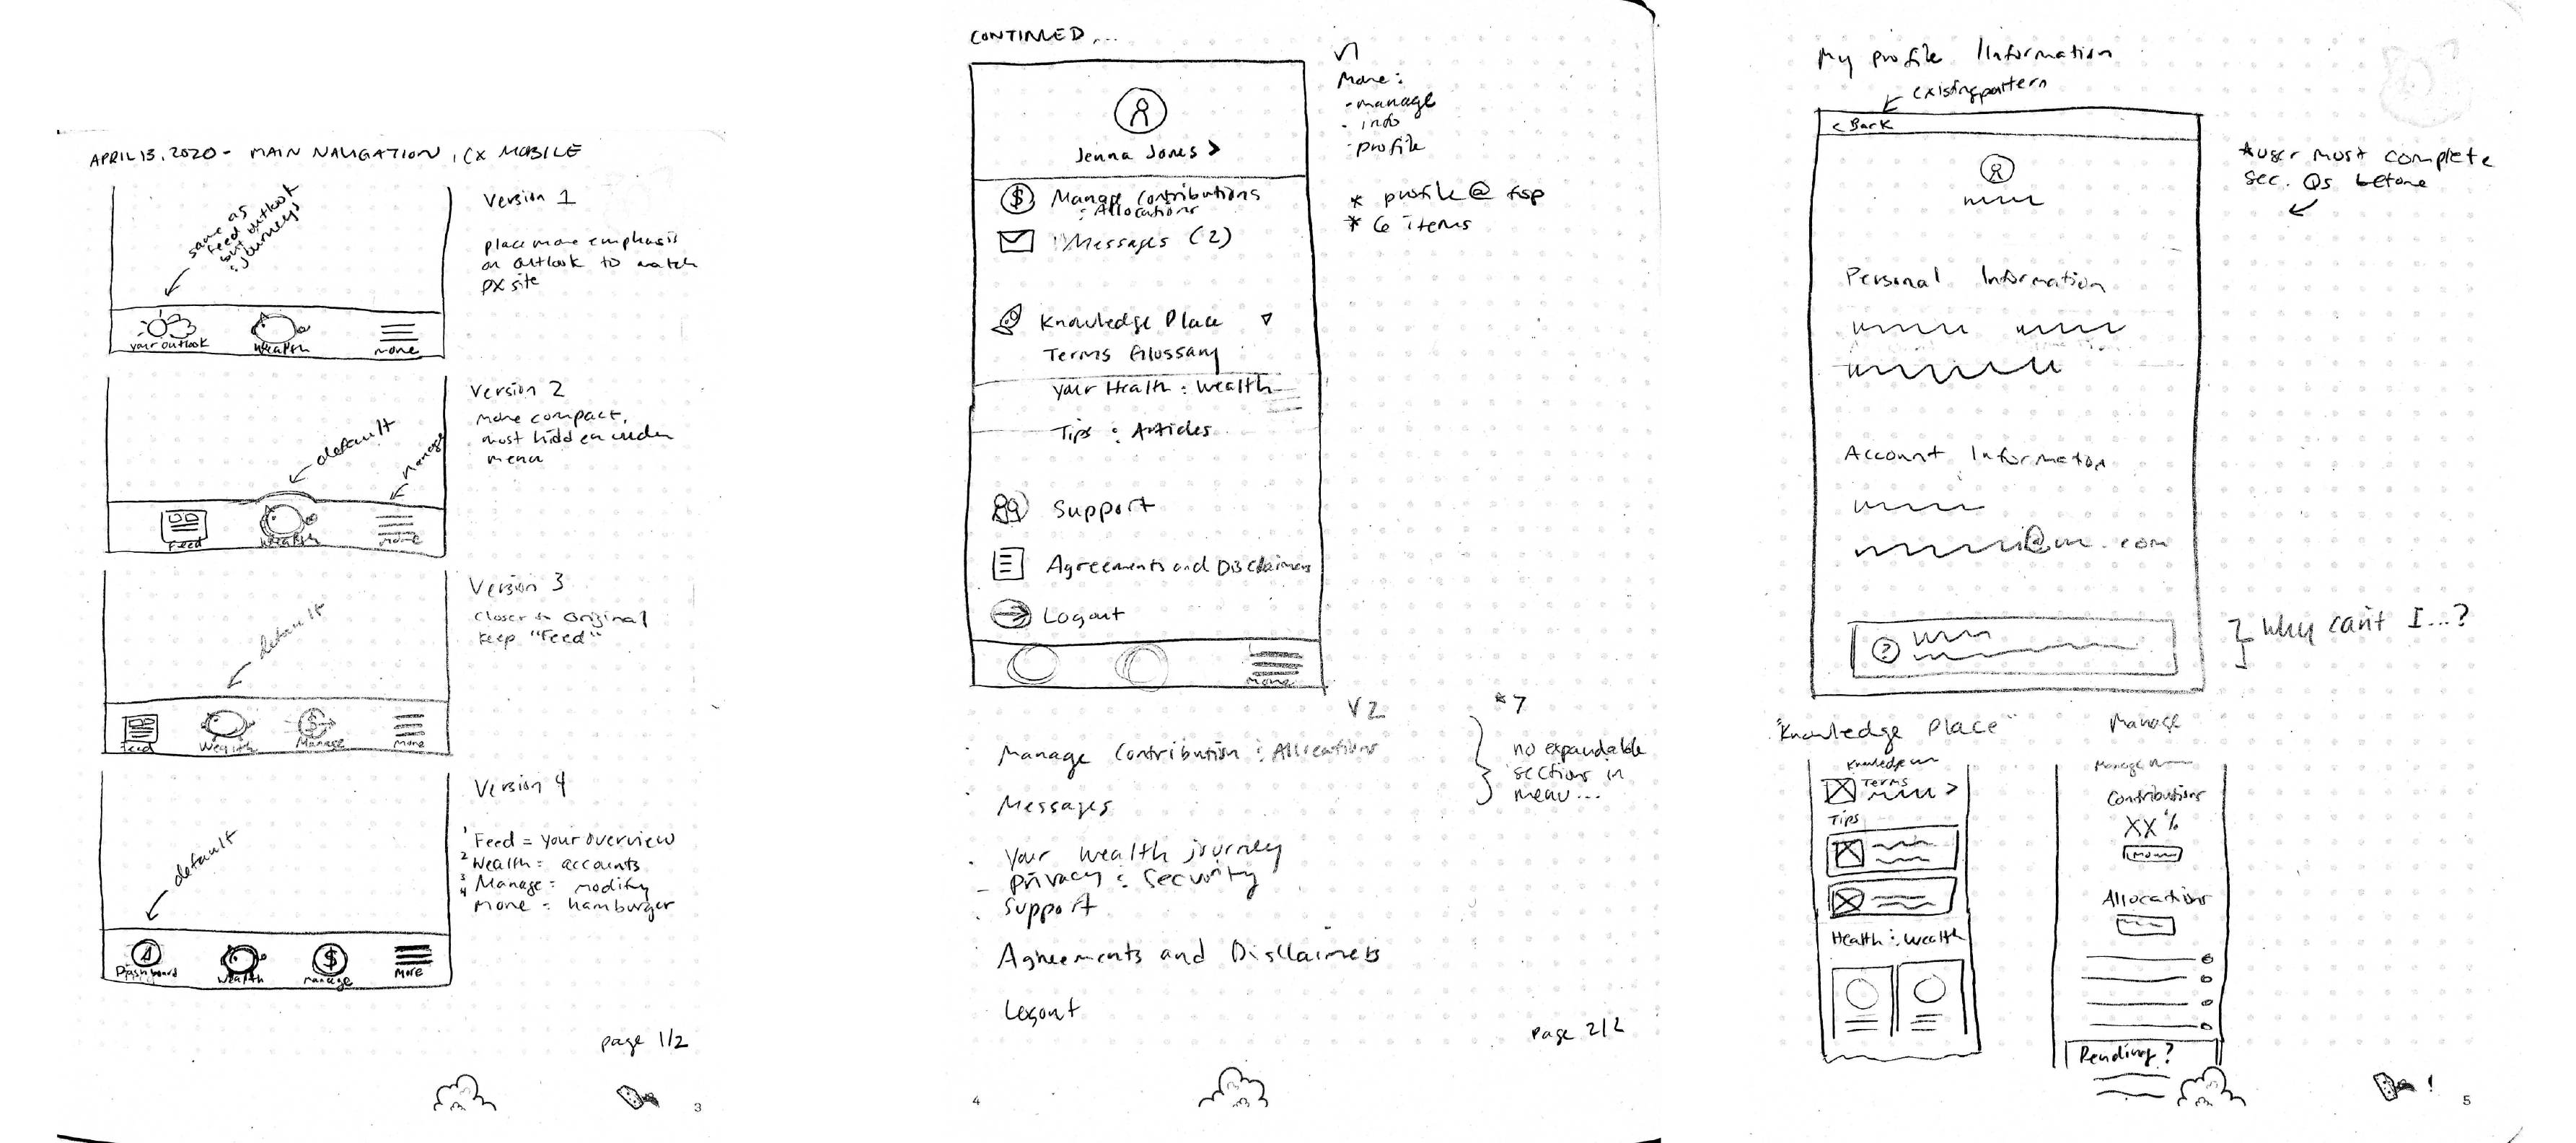 APRIL 13, 2020 - MAIN NAVIGATION, CX MOBILE
same as
feed but outlook
: journeys
your outlook
Wealth
more
Version 1
place more emphasis
on outlook to match
PX site
default
manage
Feed
Wealth
More
Version 2
more compact,
most hidden under
menu
default
Feed
Wealth
Manage
More
Version 3
closer to original
keep "Feed"
default
Dashboard
Wealth
manage
More
Version 4
1 Feed = your overview
2 Wealth = accounts
3 Manage = modify
4 More = hamburger
page 1/2
3
CONTINUED...
Jenna Jones >
$ Manage Contributions
: Allocations
Messages (2)
Knowledge Place
Terms Glossary
Your Health : Wealth
Tips : Articles
Support
Agreements and Disclaimers
Logout
More
V1
More:
- manage
- info
- profile
* profile @ top
* 6 items
V2
*7
Manage Contribution : Allocations
Messages
Your wealth journey
- Privacy : Security
Support
Agreements and Disclaimers
Logout
no expandable
sections in
menu...
page 2/2
4
My profile Information
existing pattern
< Back
Personal Information
Account Information
@m.com
?
*user must complete
sec. Qs before
Why can't I...?
"Knowledge Place"
Knowledge
Terms
>
Tips
Health : Wealth
Manage
Manage
Contributions
XX %
Allocations
Pending?
!
5